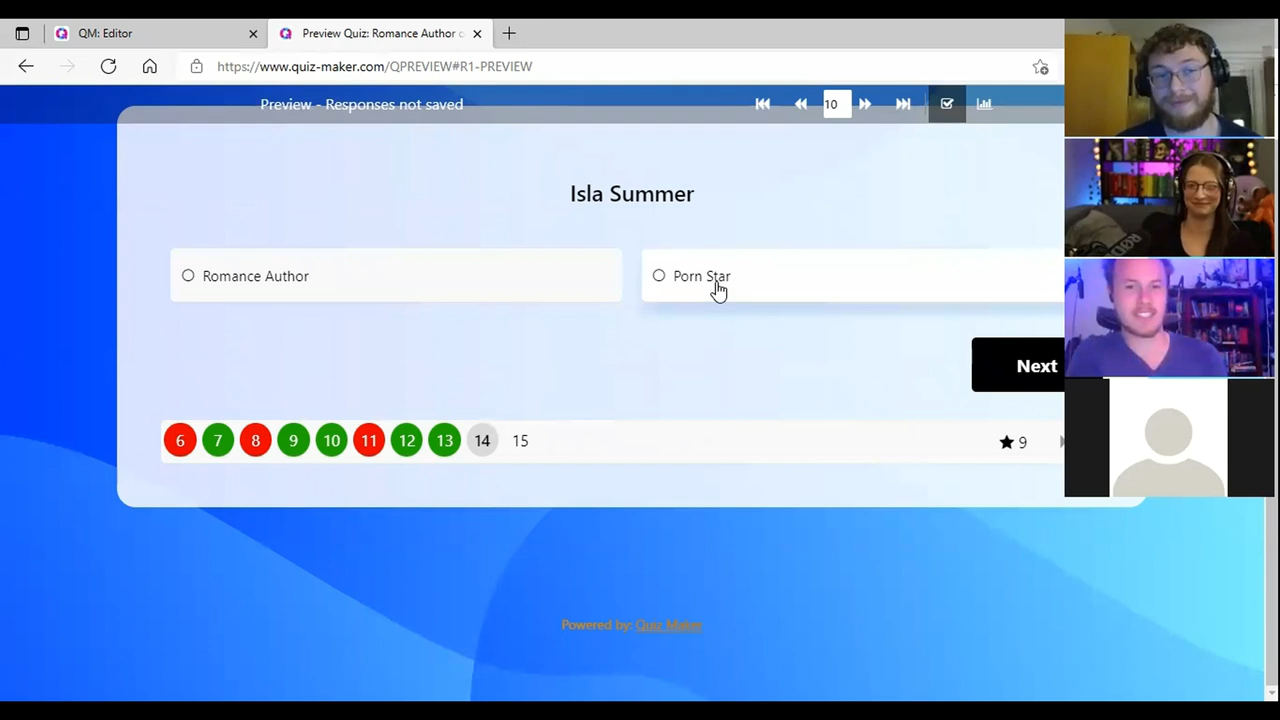 QM: Editor
Preview Quiz: Romance Author
https://www.quiz-maker.com/QPREVIEW#R1-PREVIEW
Preview - Responses not saved
10
Isla Summer
Romance Author
Porn Star
Next
6 7 8 9 10 11 12 13 14 15
9
Powered by: Quiz Maker